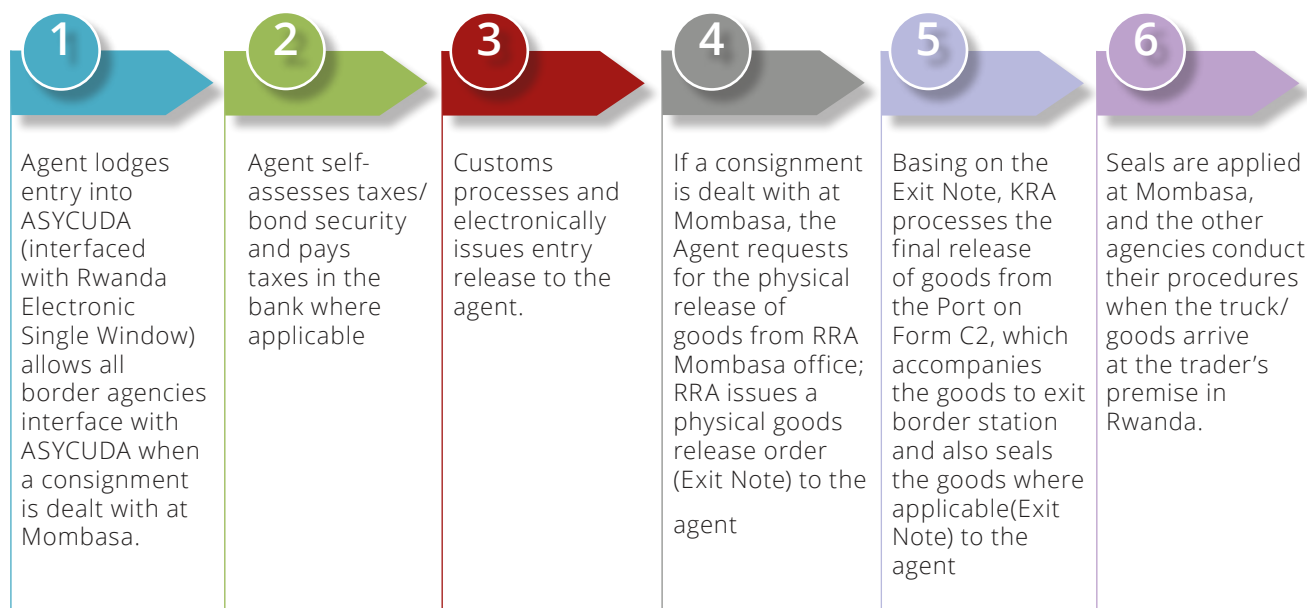 1
Agent lodges
entry into
ASYCUDA
(interfaced
with Rwanda
Electronic
Single Window)
allows all
border agencies
interface with
ASYCUDA when
a consignment
is dealt with at
Mombasa.
2
Agent self-
assesses taxes/
bond security
and pays
taxes in the
bank where
applicable
3
Customs
processes and
electronically
issues entry
release to the
agent.
4
If a consignment
is dealt with at
Mombasa, the
Agent requests
for the physical
release of
goods from RRA
Mombasa office;
RRA issues a
physical goods
release order
(Exit Note) to the
agent
5
Basing on the
Exit Note, KRA
processes the
final release
of goods from
the Port on
Form C2, which
accompanies
the goods to exit
border station
and also seals
the goods where
applicable(Exit
Note) to the
agent
6
Seals are applied
at Mombasa,
and the other
agencies conduct
their procedures
when the truck/
goods arrive
at the trader’s
premise in
Rwanda.